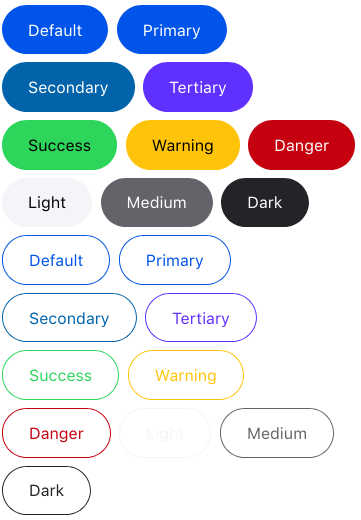 Default Primary
Secondary Tertiary
Success Warning Danger
Light Medium Dark
Default Primary
Secondary Tertiary
Success Warning
Danger Light Medium
Dark